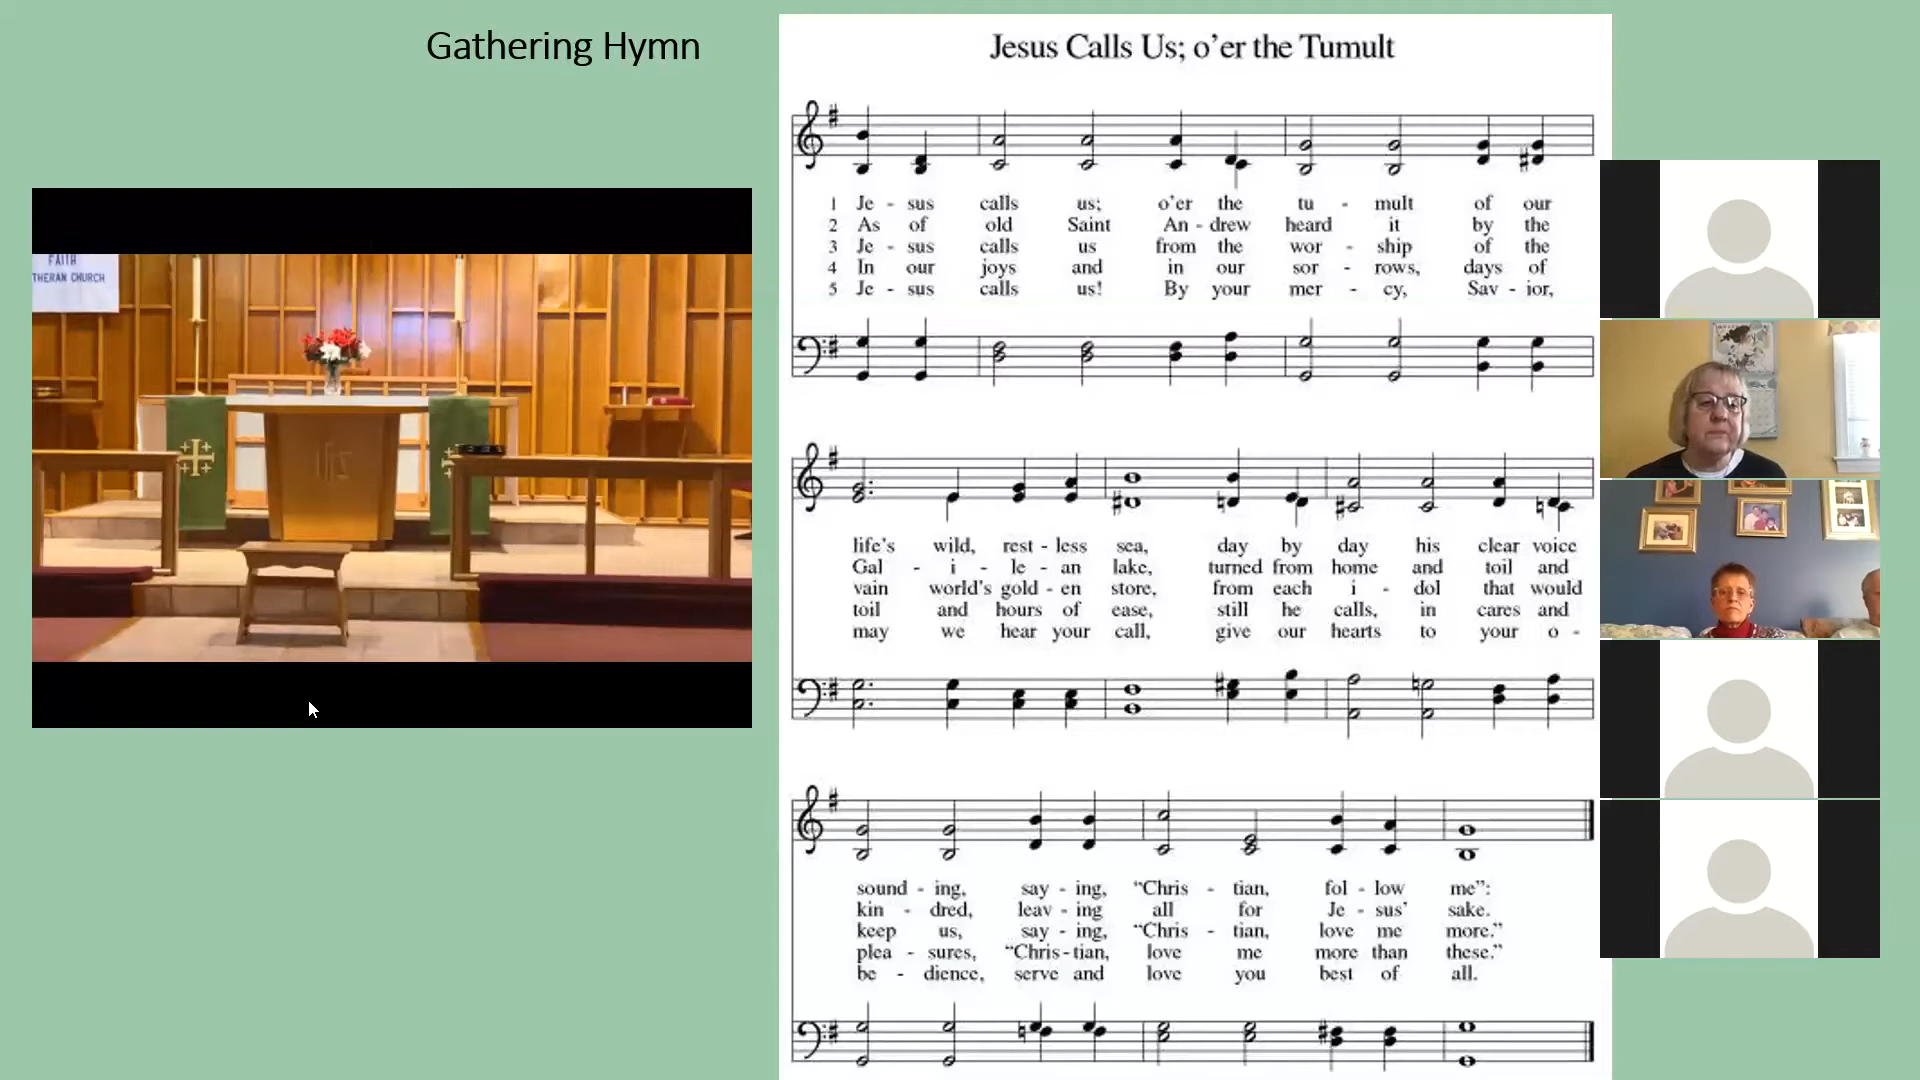 Gathering Hymn
Jesus Calls Us; o’er the Tumult
1 Je - sus calls us; o’er the tu - mult of our
2 As of old Saint An - drew heard it by the
3 Je - sus calls us from the wor - ship of the
4 In our joys and in our sor - rows, days of
5 Je - sus calls us! By your mer - cy, Sav - ior,
life’s wild, rest - less sea, day by day his clear voice
Gal - i - le - an lake, turned from home and toil and
vain world’s gold - en store, from each i - dol that would
toil and hours of ease, still he calls, in cares and
may we hear your call, give our hearts to your o -
sound - ing, say - ing, “Chris - tian, fol - low me”:
kin - dred, leav - ing all for Je - sus’ sake.
keep us, say - ing, “Chris - tian, love me more.”
plea - sures, “Chris - tian, love me more than these.”
be - dience, serve and love you best of all.
FAITH
THERAN CHURCH
IHS